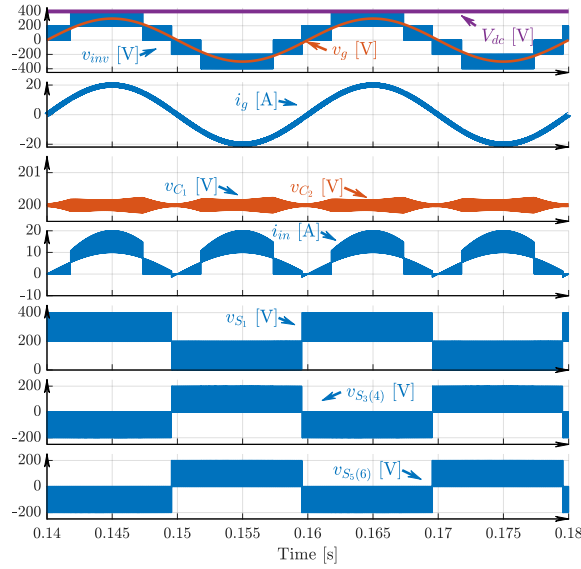 400
200
0
-200
-400
v_inv [V]
v_g [V]
V_dc [V]
20
0
-20
i_g [A]
201
200
v_C1 [V]
v_C2 [V]
20
10
0
10
i_in [A]
400
200
0
v_S1 [V]
200
0
-200
v_S3(4) [V]
200
0
-200
v_S5(6) [V]
0.14 0.145 0.15 0.155 0.16 0.165 0.17 0.175 0.18
Time [s]